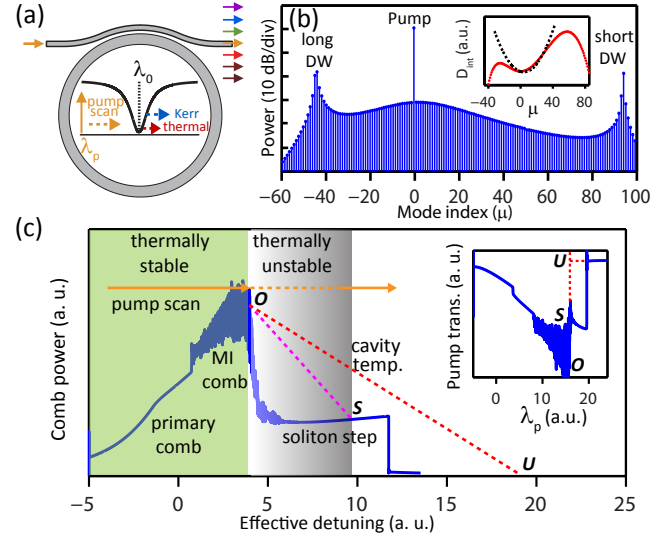 (a)
λ₀
pump
scan
Kerr
thermal
λp
(b)
Power (10 dB/div)
long
DW
Pump
short
DW
D_int (a.u.)
−40 0 40 80
μ
−60 −40 −20 0 20 40 60 80 100
Mode index (μ)
(c)
Comb power (a. u.)
thermally
stable
thermally
unstable
pump scan
O
MI
comb
primary
comb
cavity
temp.
S
soliton step
U
−5 0 5 10 15 20 25
Effective detuning (a. u.)
Pump trans. (a. u.)
U
S
O
0 10 20
λp (a.u.)